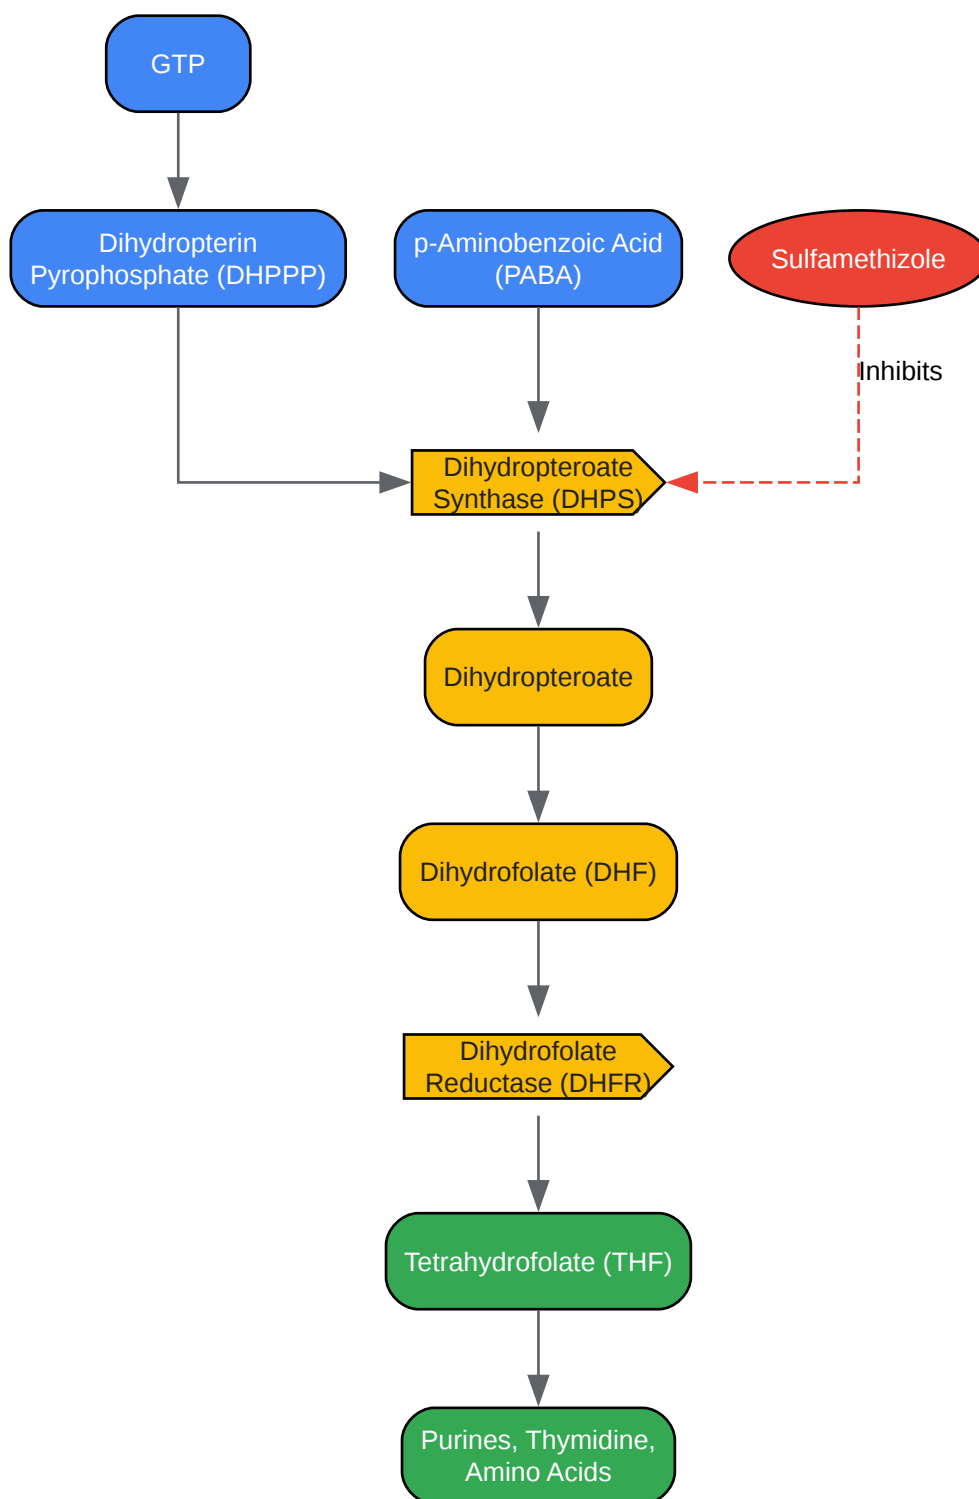 GTP
Dihydropterin
Pyrophosphate (DHPPP)
p-Aminobenzoic Acid
(PABA)
Sulfamethizole
Inhibits
Dihydropteroate
Synthase (DHPS)
Dihydropteroate
Dihydrofolate (DHF)
Dihydrofolate
Reductase (DHFR)
Tetrahydrofolate (THF)
Purines, Thymidine,
Amino Acids